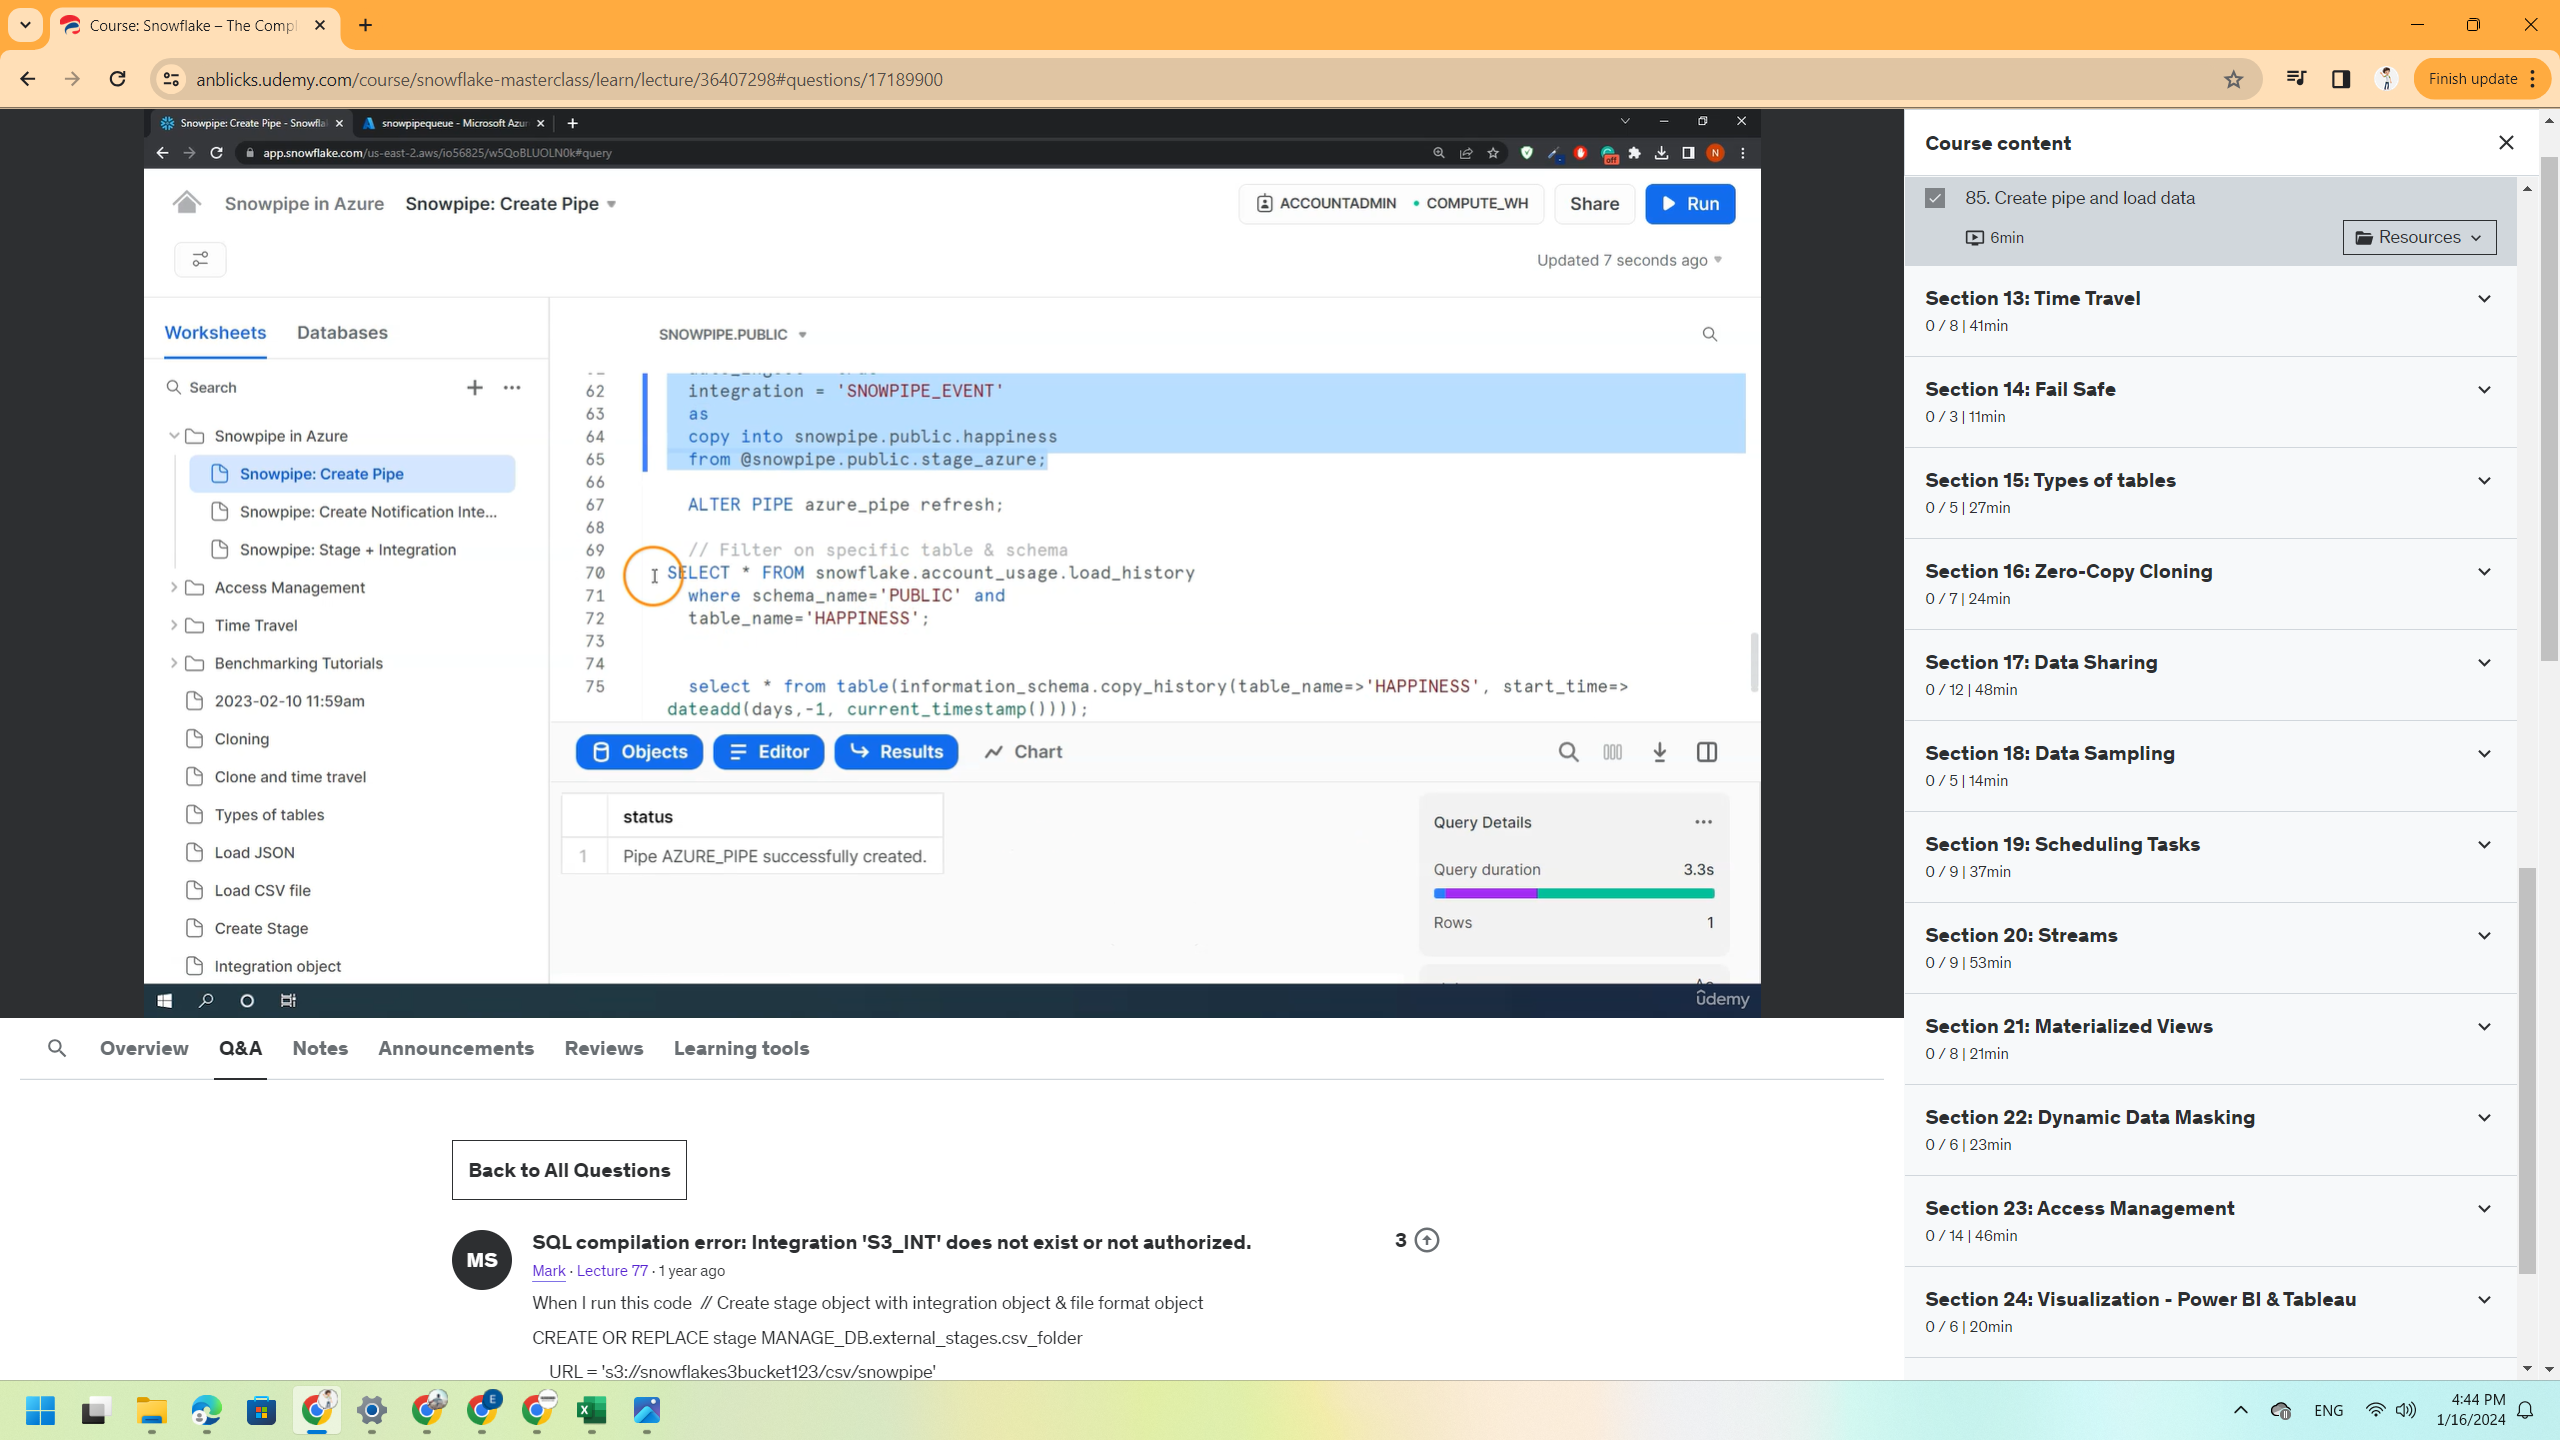 Course: Snowflake – The Compl
anblicks.udemy.com/course/snowflake-masterclass/learn/lecture/36407298#questions/17189900
Finish update
Snowpipe: Create Pipe - Snowfla
snowpipequeue - Microsoft Azur
app.snowflake.com/us-east-2.aws/io56825/w5QoBLUOLN0k#query
off
N
Snowpipe in Azure
Snowpipe: Create Pipe
ACCOUNTADMIN • COMPUTE_WH
Share
Run
Updated 7 seconds ago
Worksheets
Databases
Search
Snowpipe in Azure
Snowpipe: Create Pipe
Snowpipe: Create Notification Inte...
Snowpipe: Stage + Integration
Access Management
Time Travel
Benchmarking Tutorials
2023-02-10 11:59am
Cloning
Clone and time travel
Types of tables
Load JSON
Load CSV file
Create Stage
Integration object
SNOWPIPE.PUBLIC
62 integration = 'SNOWPIPE_EVENT'
63 as
64 copy into snowpipe.public.happiness
65 from @snowpipe.public.stage_azure;
66
67 ALTER PIPE azure_pipe refresh;
68
69 // Filter on specific table & schema
70 SELECT * FROM snowflake.account_usage.load_history
71 where schema_name='PUBLIC' and
72 table_name='HAPPINESS';
73
74
75 select * from table(information_schema.copy_history(table_name=>'HAPPINESS', start_time=>
dateadd(days,-1, current_timestamp())));
Objects
Editor
Results
Chart
status
1 Pipe AZURE_PIPE successfully created.
Query Details
...
Query duration 3.3s
Rows 1
ûdemy
Overview
Q&A
Notes
Announcements
Reviews
Learning tools
Back to All Questions
MS
SQL compilation error: Integration 'S3_INT' does not exist or not authorized.
3
Mark · Lecture 77 · 1 year ago
When I run this code // Create stage object with integration object & file format object
CREATE OR REPLACE stage MANAGE_DB.external_stages.csv_folder
URL = 's3://snowflakes3bucket123/csv/snowpipe'
Course content
85. Create pipe and load data
6min
Resources
Section 13: Time Travel
0 / 8 | 41min
Section 14: Fail Safe
0 / 3 | 11min
Section 15: Types of tables
0 / 5 | 27min
Section 16: Zero-Copy Cloning
0 / 7 | 24min
Section 17: Data Sharing
0 / 12 | 48min
Section 18: Data Sampling
0 / 5 | 14min
Section 19: Scheduling Tasks
0 / 9 | 37min
Section 20: Streams
0 / 9 | 53min
Section 21: Materialized Views
0 / 8 | 21min
Section 22: Dynamic Data Masking
0 / 6 | 23min
Section 23: Access Management
0 / 14 | 46min
Section 24: Visualization - Power BI & Tableau
0 / 6 | 20min
E
ENG
4:44 PM
1/16/2024